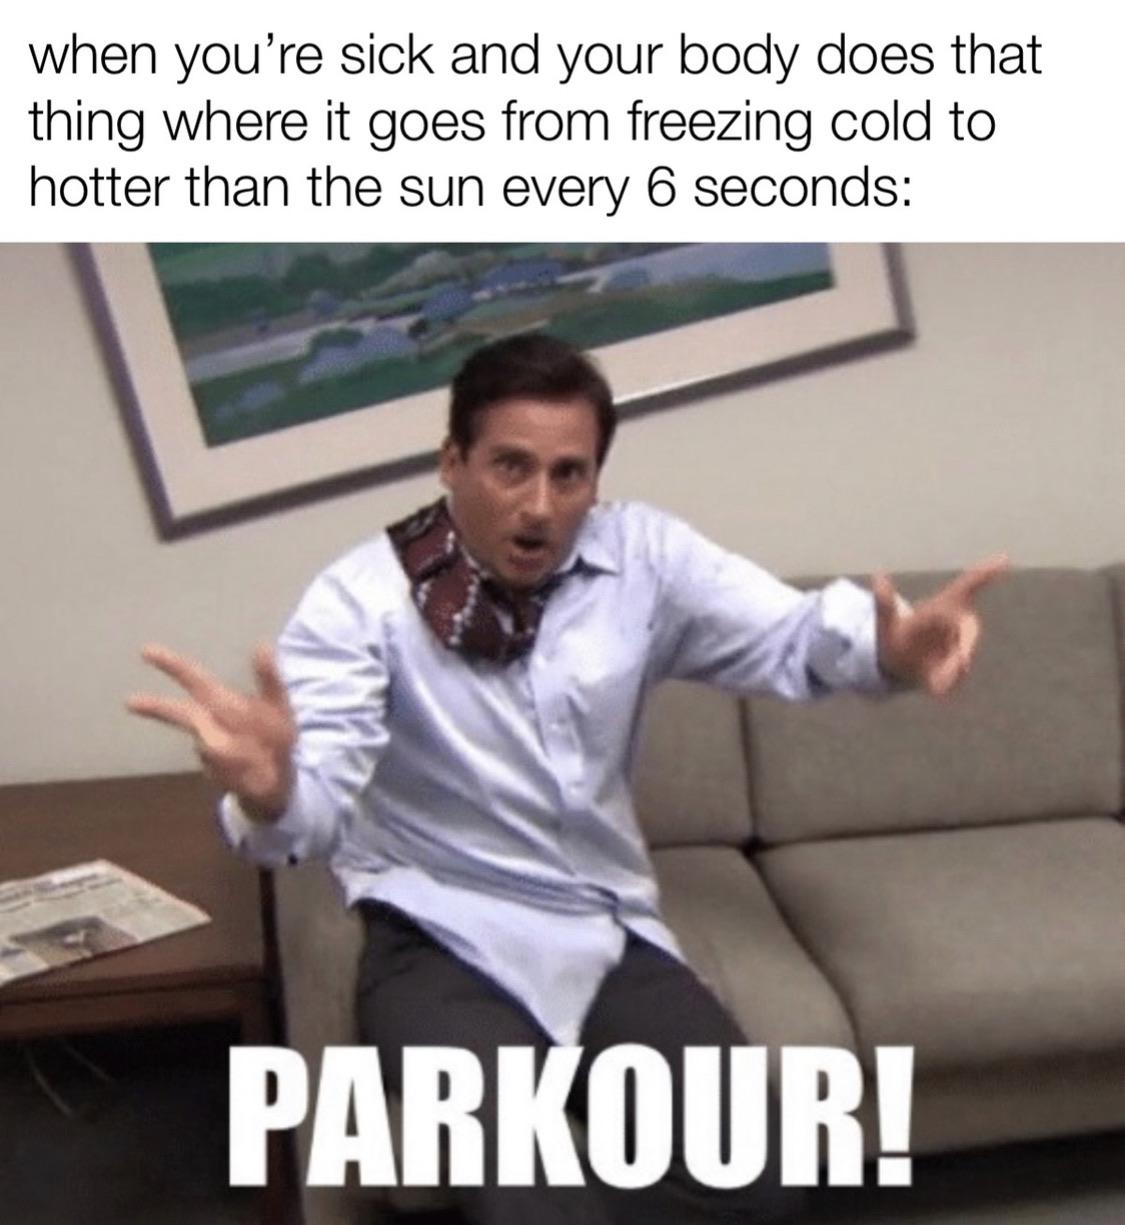 when you’re sick and your body does that
thing where it goes from freezing cold to
hotter than the sun every 6 seconds:
PARKOUR!